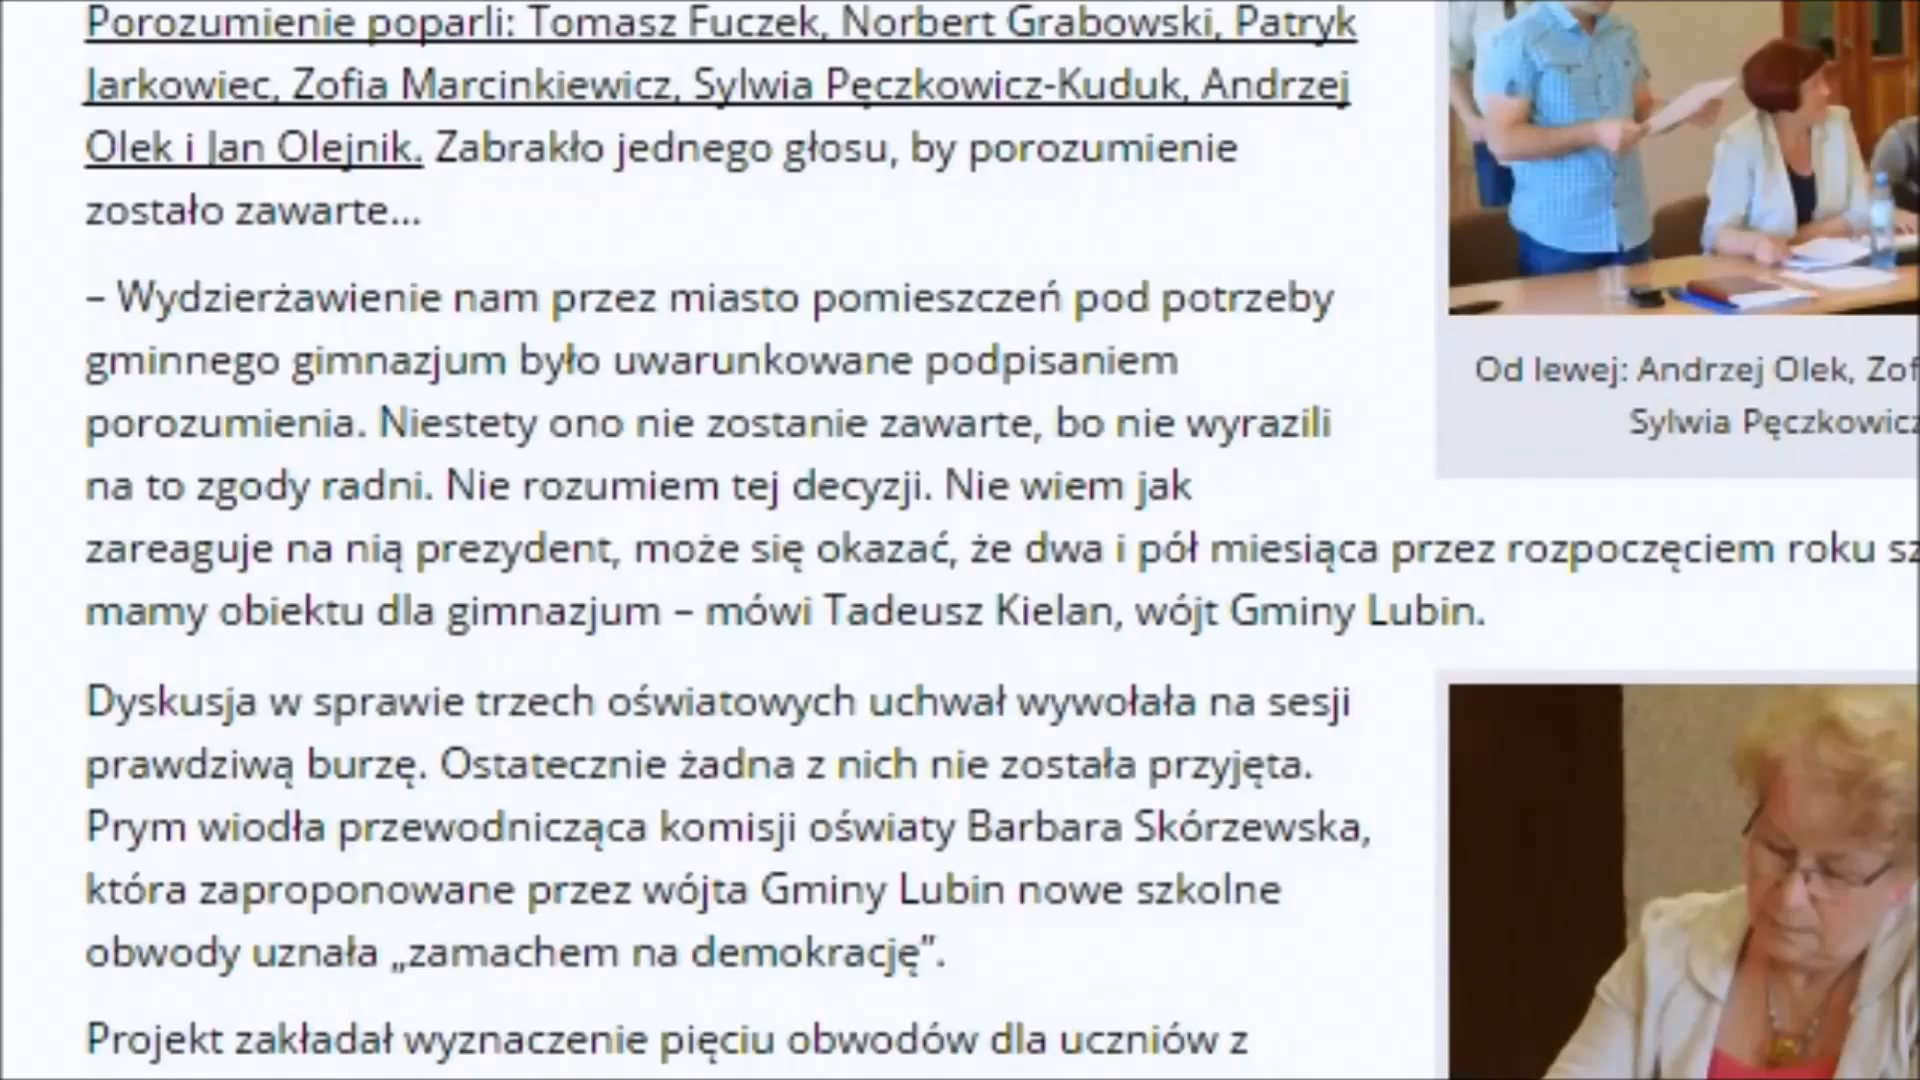 Porozumienie poparli: Tomasz Fuczek, Norbert Grabowski, Patryk
Jarkowiec, Zofia Marcinkiewicz, Sylwia Pęczkowicz-Kuduk, Andrzej
Olek i Jan Olejnik. Zabrakło jednego głosu, by porozumienie
zostało zawarte...
– Wydzierżawienie nam przez miasto pomieszczeń pod potrzeby
gminnego gimnazjum było uwarunkowane podpisaniem
porozumienia. Niestety ono nie zostanie zawarte, bo nie wyrazili
na to zgody radni. Nie rozumiem tej decyzji. Nie wiem jak
zareaguje na nią prezydent, może się okazać, że dwa i pół miesiąca przez rozpoczęciem roku sz
mamy obiektu dla gimnazjum – mówi Tadeusz Kielan, wójt Gminy Lubin.
Dyskusja w sprawie trzech oświatowych uchwał wywołała na sesji
prawdziwą burzę. Ostatecznie żadna z nich nie została przyjęta.
Prym wiodła przewodnicząca komisji oświaty Barbara Skórzewska,
która zaproponowane przez wójta Gminy Lubin nowe szkolne
obwody uznała „zamachem na demokrację”.
Projekt zakładał wyznaczenie pięciu obwodów dla uczniów z
Od lewej: Andrzej Olek, Zof
Sylwia Pęczkowicz